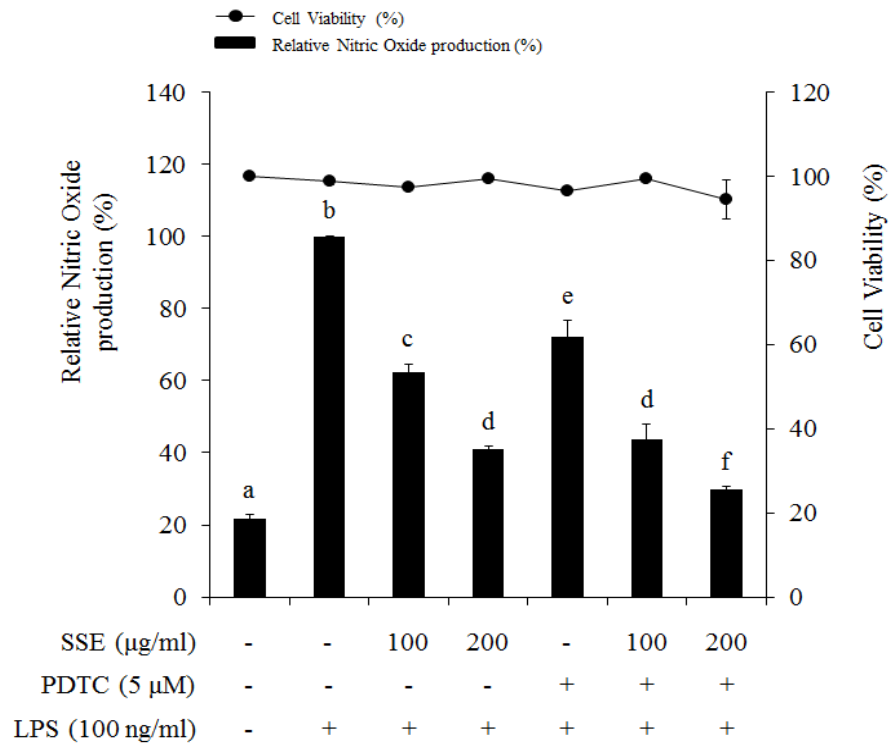 Cell Viability (%)
Relative Nitric Oxide production (%)
Relative Nitric Oxide
production (%)
140
120
100
80
60
40
20
0
a
b
c
d
e
d
f
120
100
80
60
40
20
0
Cell Viability (%)
SSE (μg/ml) - - 100 200 - 100 200
PDTC (5 μM) - - - - + + +
LPS (100 ng/ml) - + + + + + +